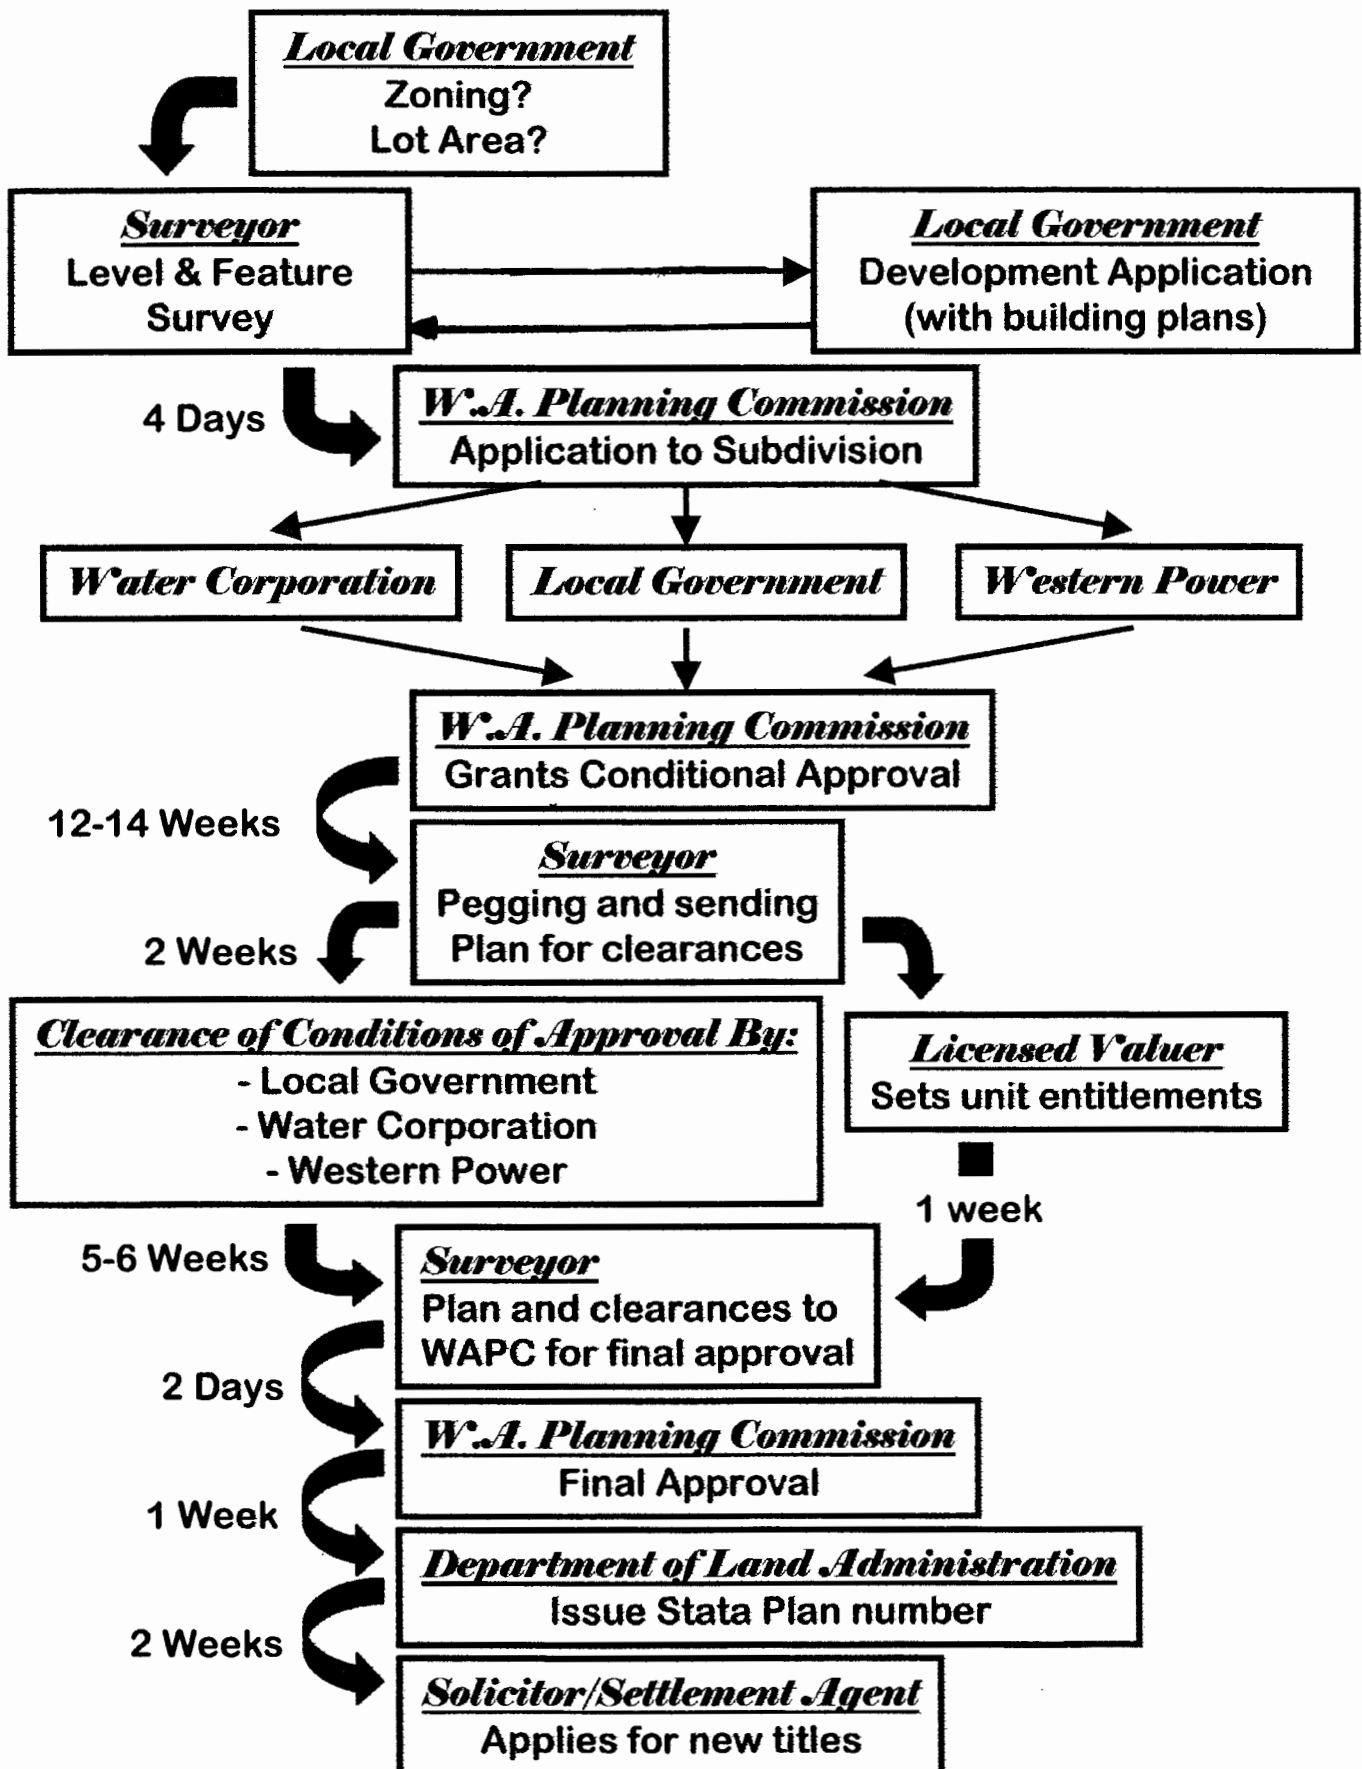 Local Government
Zoning?
Lot Area?
Surveyor
Level & Feature
Survey
Local Government
Development Application
(with building plans)
4 Days
W.A. Planning Commission
Application to Subdivision
Water Corporation
Local Government
Western Power
W.A. Planning Commission
Grants Conditional Approval
12-14 Weeks
Surveyor
Pegging and sending
Plan for clearances
2 Weeks
Clearance of Conditions of Approval By:
- Local Government
- Water Corporation
- Western Power
Licensed Valuer
Sets unit entitlements
1 week
5-6 Weeks
Surveyor
Plan and clearances to
WAPC for final approval
2 Days
W.A. Planning Commission
Final Approval
1 Week
Department of Land Administration
Issue Stata Plan number
2 Weeks
Solicitor/Settlement Agent
Applies for new titles